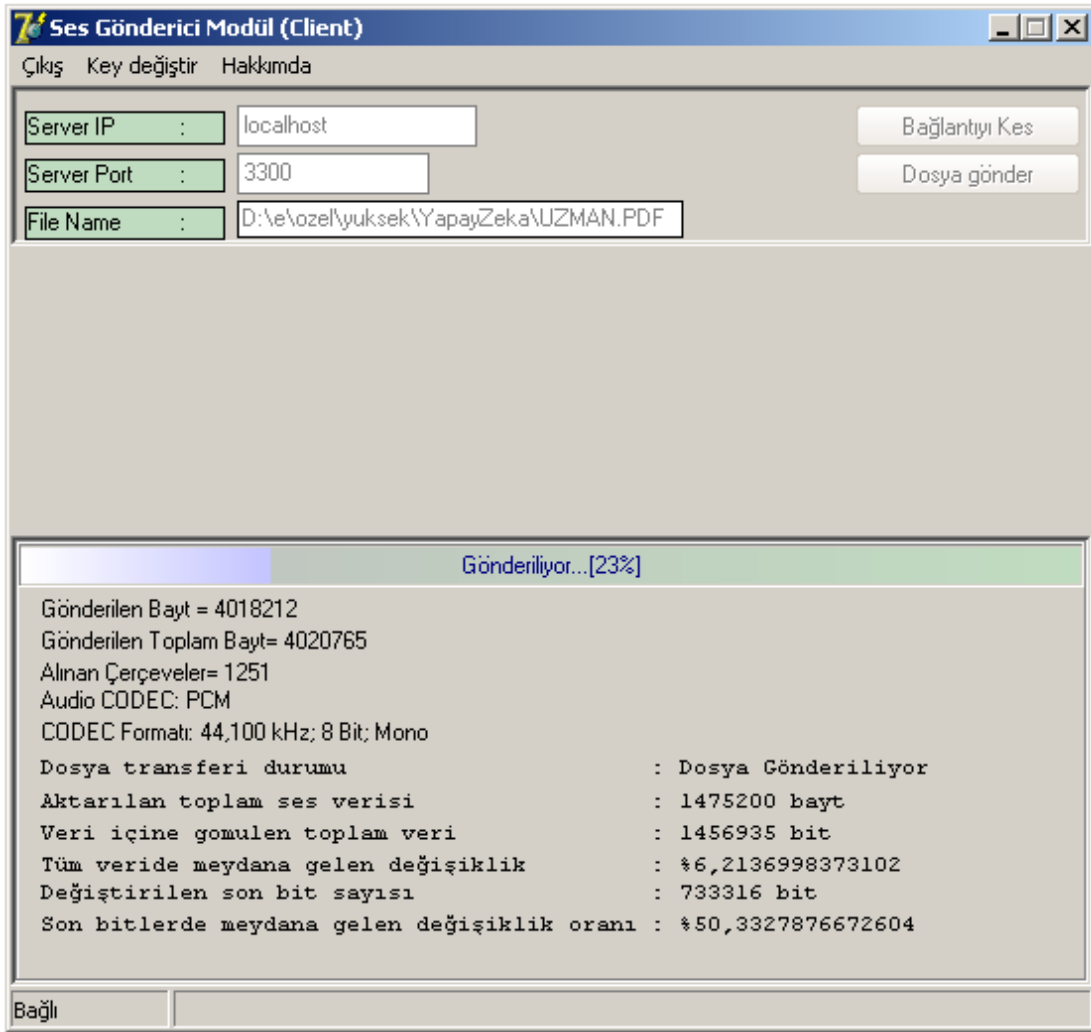 Ses Gönderici Modül (Client)
Çıkış Key değiştir Hakkımda
Server IP : localhost Bağlantıyı Kes
Server Port : 3300 Dosya gönder
File Name : D:\e\ozel\yuksek\YapayZeka\UZMAN.PDF
Gönderiliyor...[23%]
Gönderilen Bayt = 4018212
Gönderilen Toplam Bayt= 4020765
Alınan Çerçeveler= 1251
Audio CODEC: PCM
CODEC Formatı: 44,100 kHz; 8 Bit; Mono
Dosya transferi durumu : Dosya Gönderiliyor
Aktarılan toplam ses verisi : 1475200 bayt
Veri içine gomulen toplam veri : 1456935 bit
Tüm veride meydana gelen değişiklik : %6,2136998373102
Değiştirilen son bit sayısı : 733316 bit
Son bitlerde meydana gelen değişiklik oranı : %50,3327876672604
Bağlı